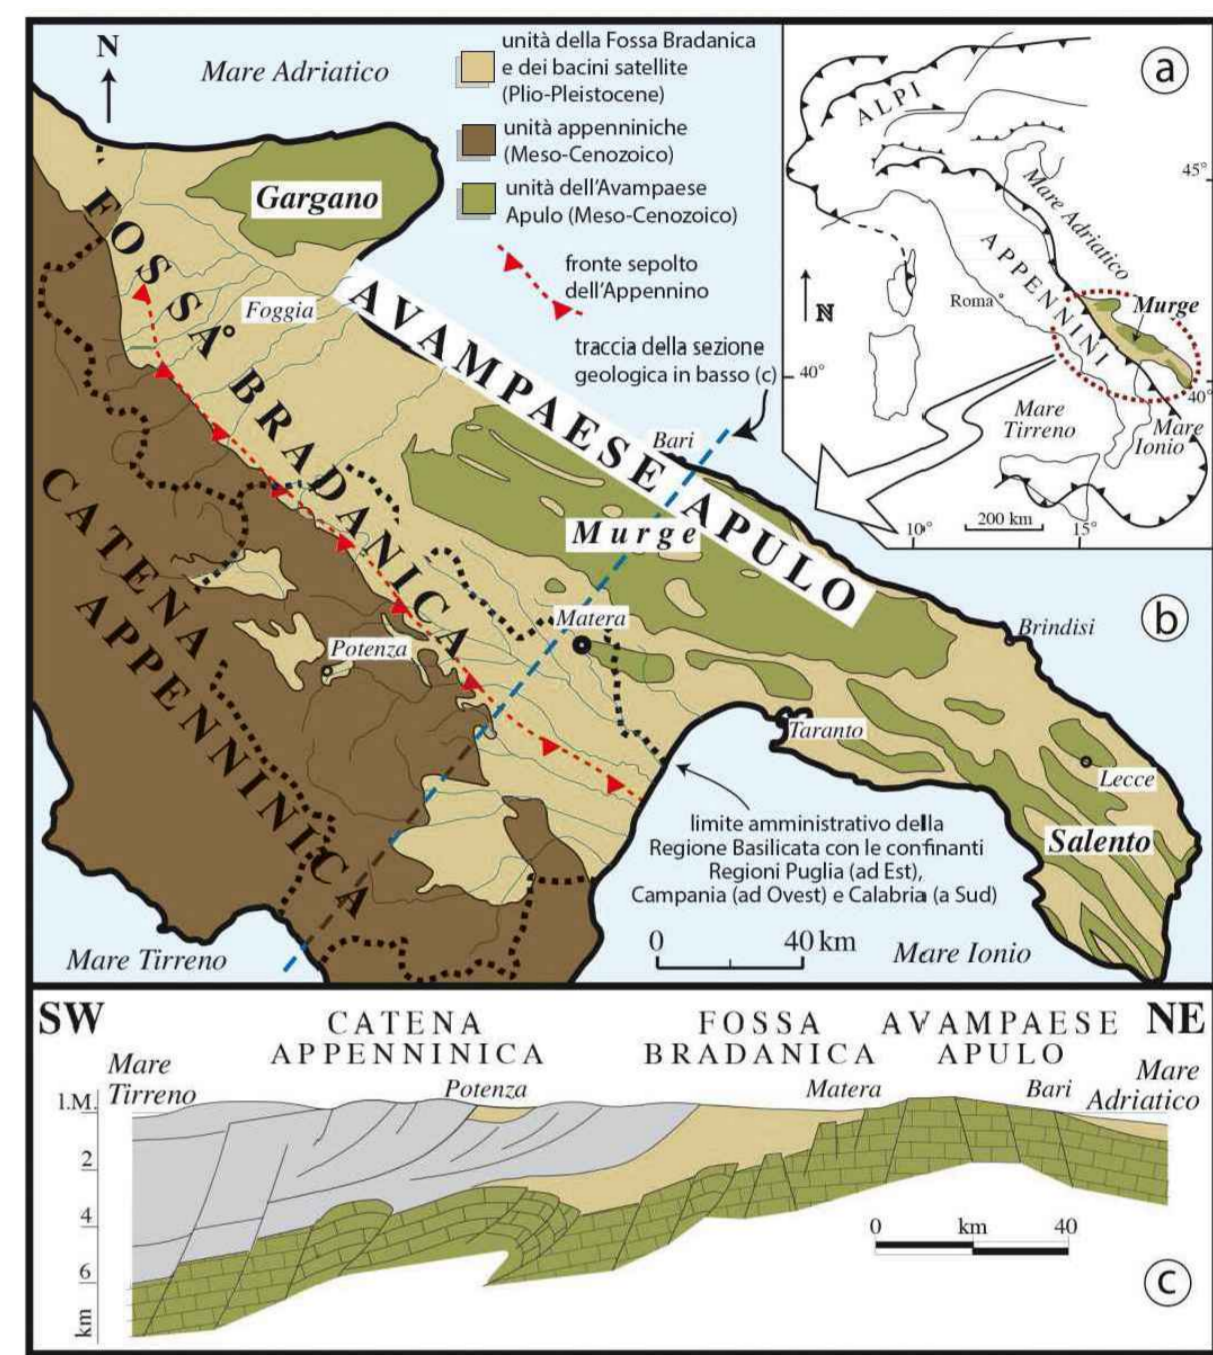 N
Mare Adriatico
unità della Fossa Bradanica
e dei bacini satellite
(Plio-Pleistocene)
unità appenniniche
(Meso-Cenozoico)
unità dell'Avampaese
Apulo (Meso-Cenozoico)
fronte sepolto
dell'Appennino
traccia della sezione
geologica in basso (c)
Gargano
FOSSA BRADANICA
Foggia
AVAMPAESE APULO
Bari
Murge
CATENA
APPENNINICA
Matera
Potenza
Brindisi
b
Taranto
Lecce
Salento
limite amministrativo della
Regione Basilicata con le confinanti
Regioni Puglia (ad Est),
Campania (ad Ovest) e Calabria (a Sud)
0 40 km
Mare Tirreno
Mare Ionio
a
ALPI
45°
Mare Adriatico
APPENNINI
N
Roma
Murge
40°
40°
Mare
Tirreno
Mare
Ionio
10°
200 km
15°
SW
CATENA
APPENNINICA
FOSSA
BRADANICA
AVAMPAESE
APULO
NE
Mare
Tirreno
Potenza
Matera
Bari
Mare
Adriatico
l.M.
2
4
6
km
0 km 40
c